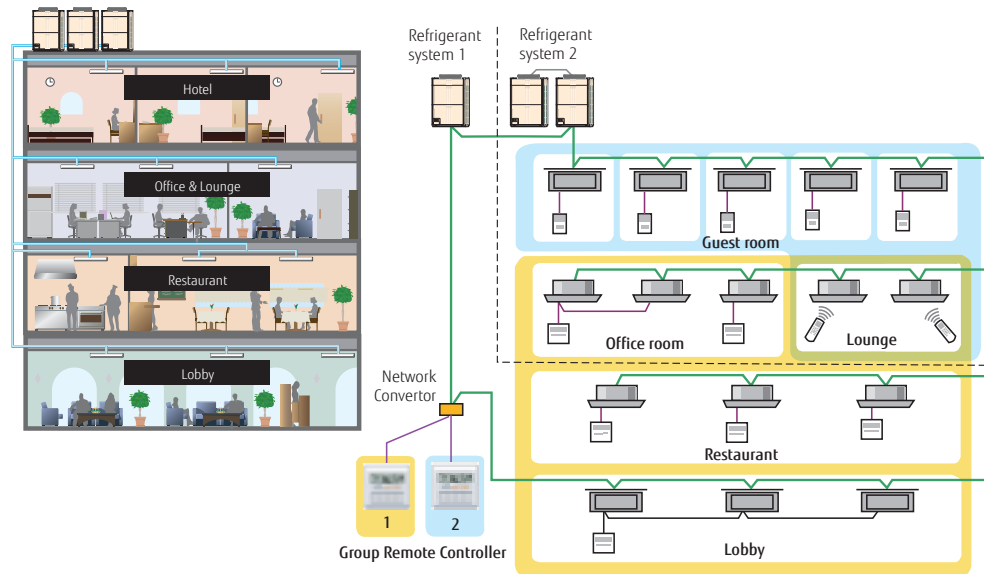 Hotel
Office & Lounge
Restaurant
Lobby
Refrigerant
system 1
Refrigerant
system 2
Guest room
Office room
Lounge
Network
Convertor
Restaurant
1
2
Group Remote Controller
Lobby